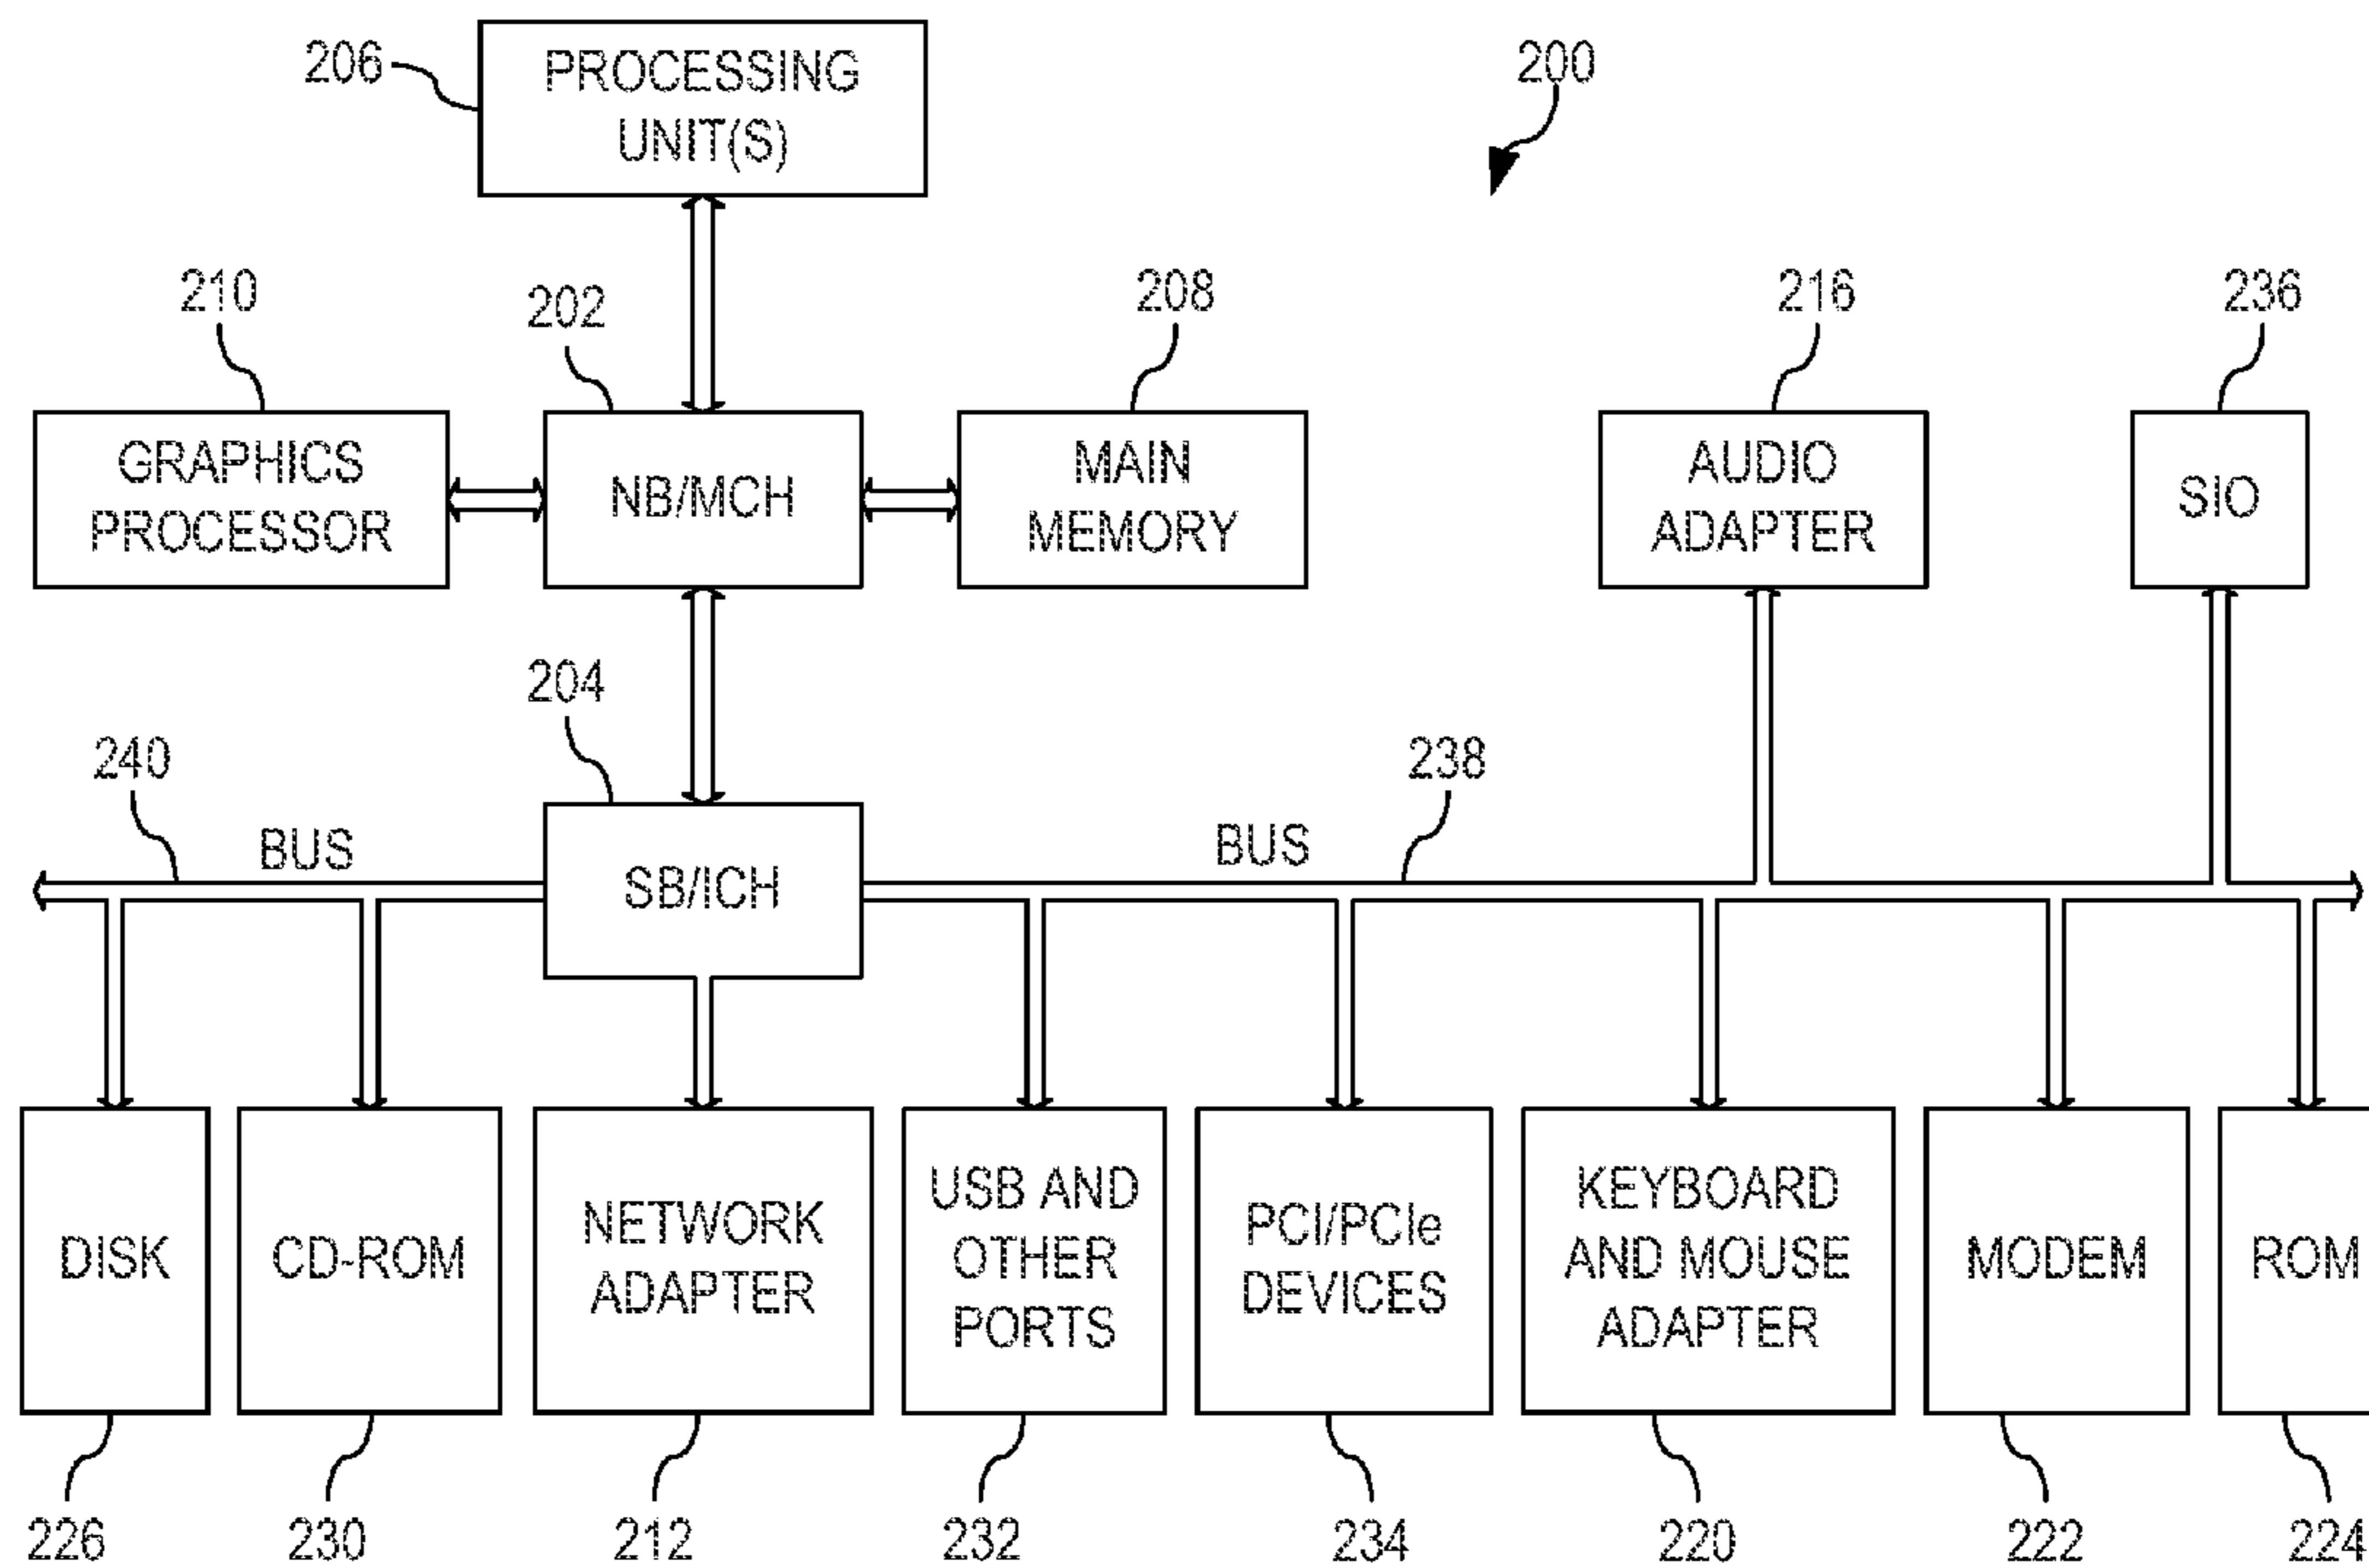 206
PROCESSING
UNIT(S)
200
210
202
208
216
236
GRAPHICS
PROCESSOR
NB/MCH
MAIN
MEMORY
AUDIO
ADAPTER
SIO
204
240
238
BUS
SB/ICH
BUS
DISK
CD-ROM
NETWORK
ADAPTER
USB AND
OTHER
PORTS
PCI/PCIe
DEVICES
KEYBOARD
AND MOUSE
ADAPTER
MODEM
ROM
226
230
212
232
234
220
222
224